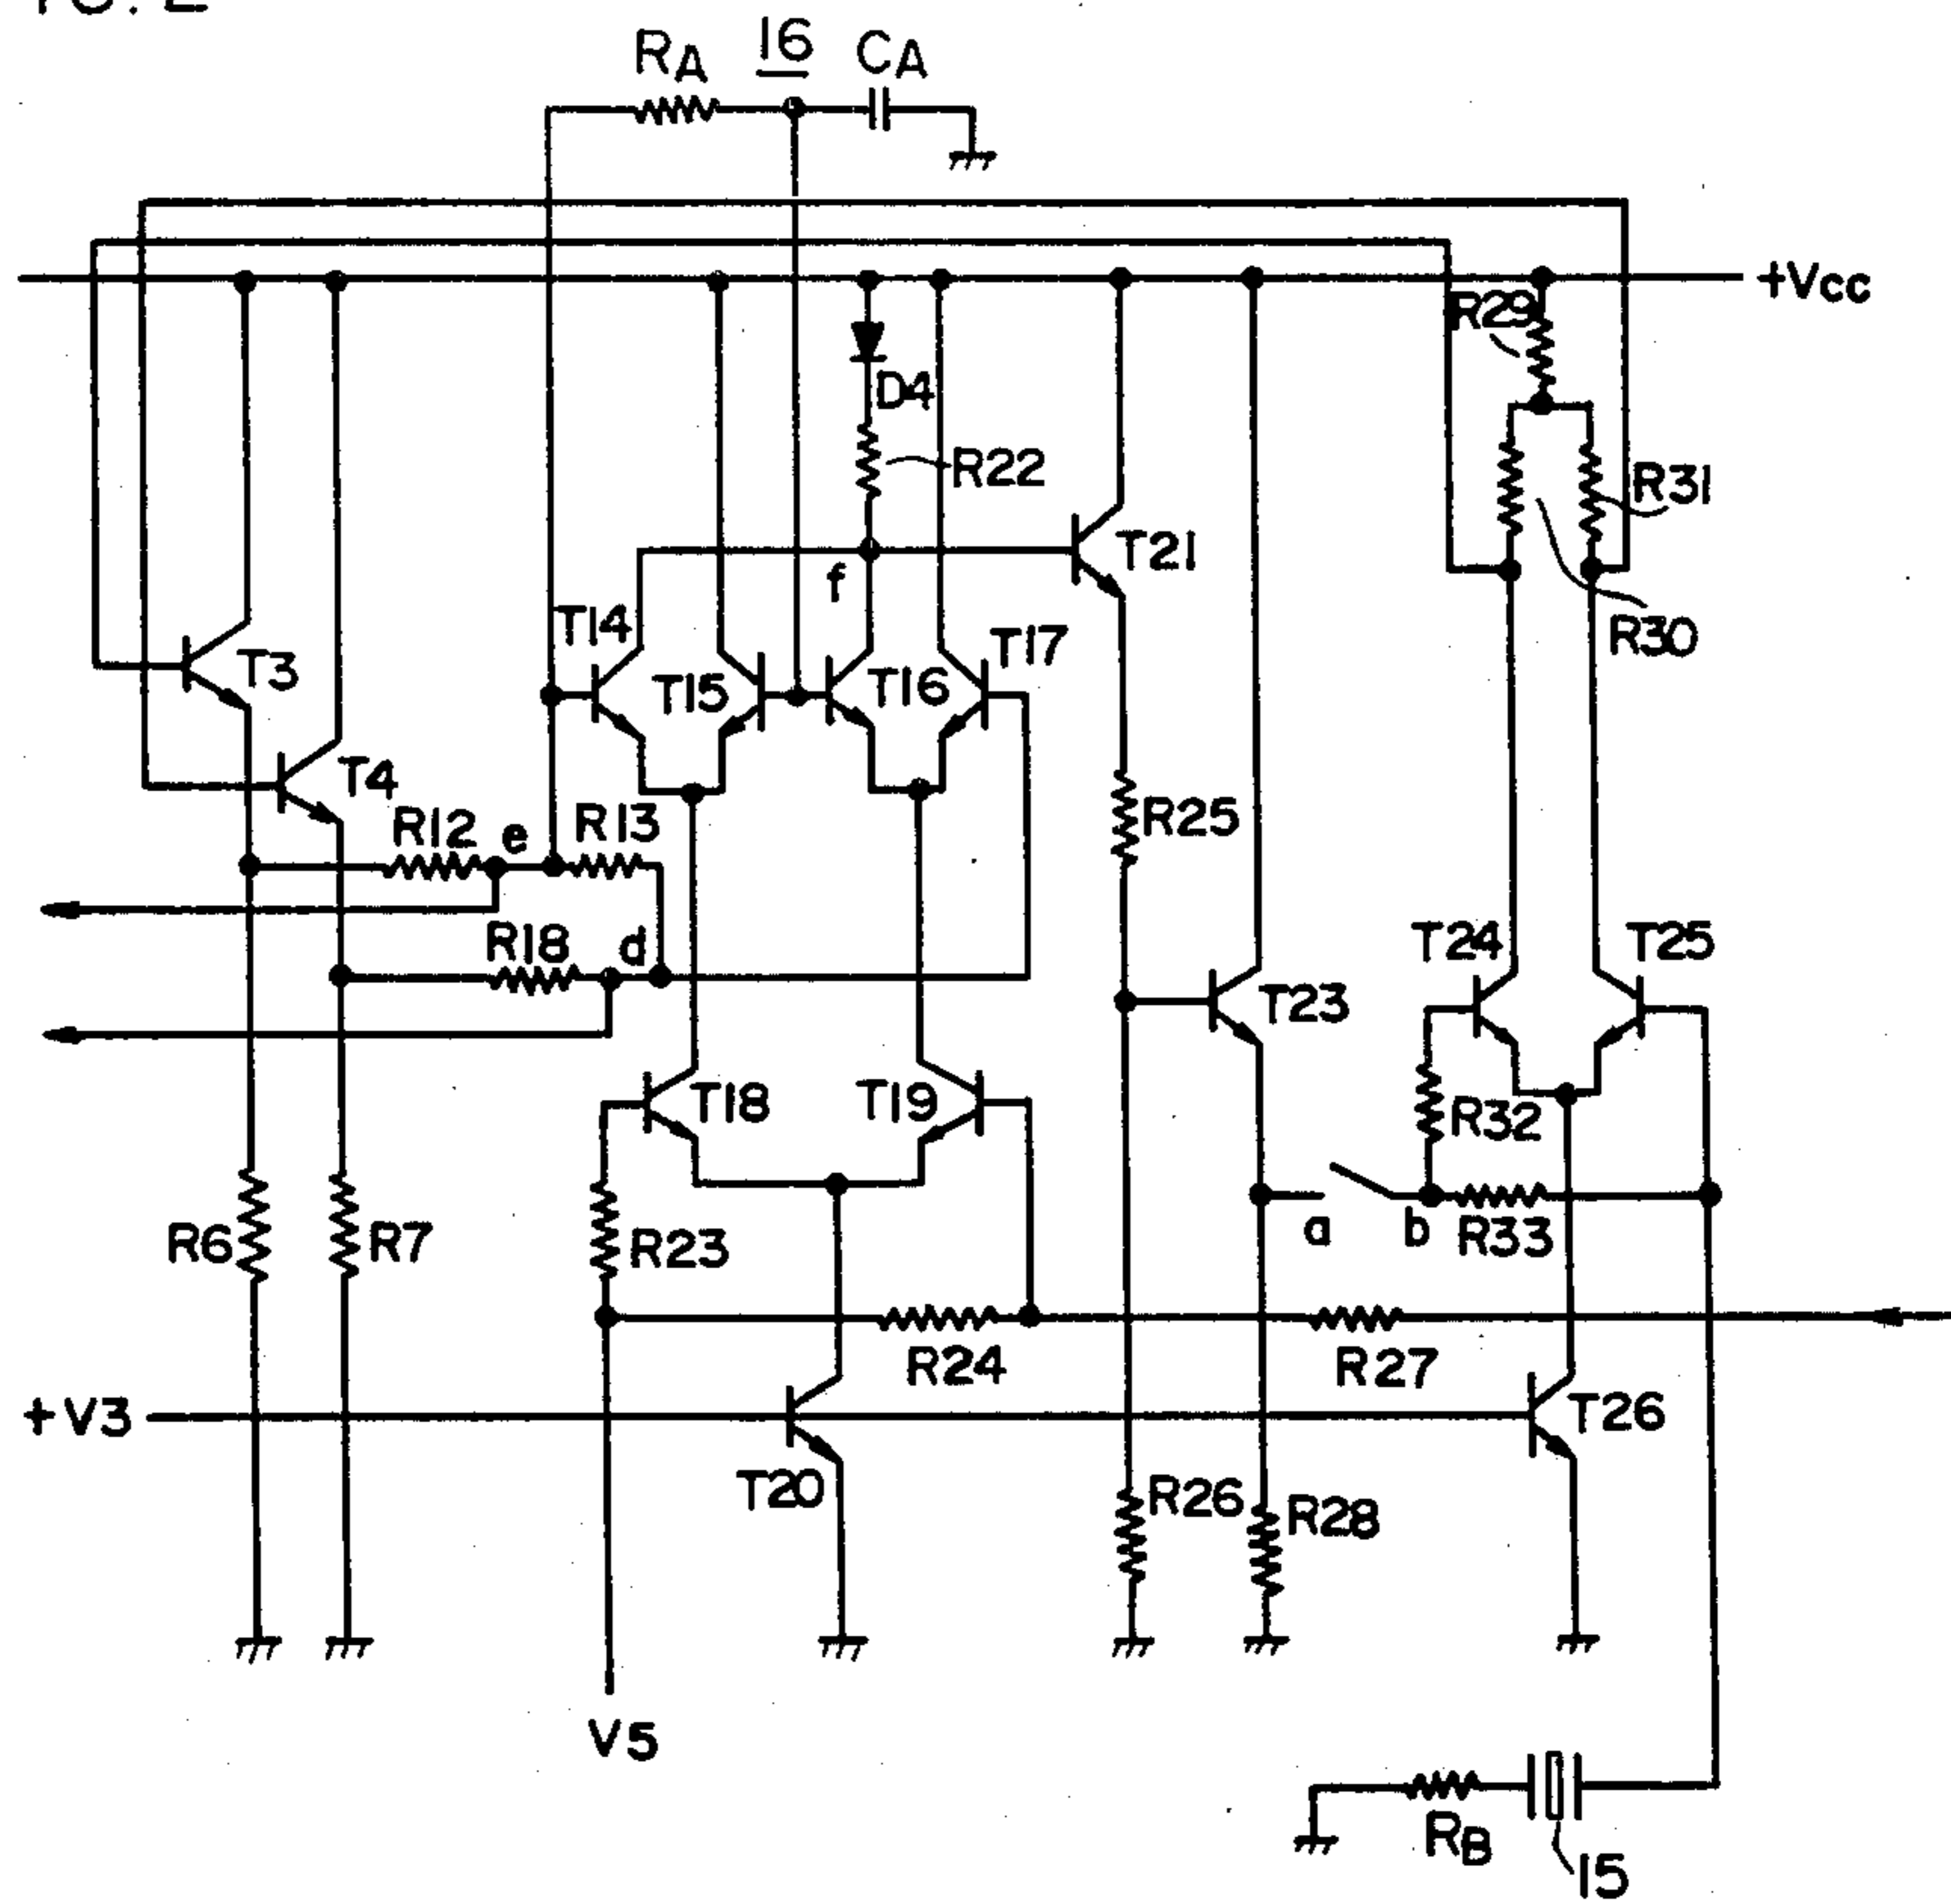 16
RA
CA
+Vcc
R29
D4
R22
R31
T21
f
R30
T14
T17
T3
T15
T16
T4
R12
e
R13
R25
R18
d
T24
T25
T23
T18
T19
R32
R6
R7
R23
a
b
R33
R24
R27
+V3
T26
T20
R26
R28
V5
RB
15